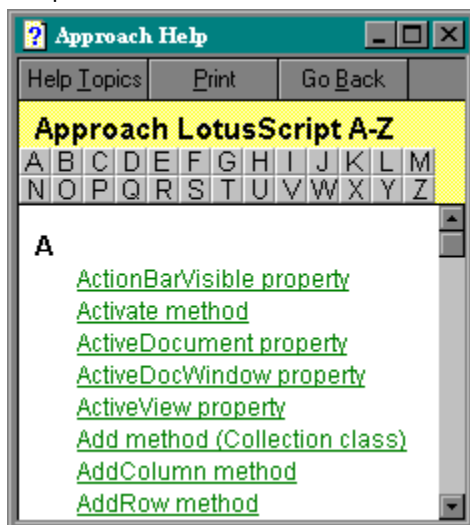 Approach Help
Help Topics Print Go Back
Approach LotusScript A-Z
A B C D E F G H I J K L M
N O P Q R S T U V W X Y Z
A
ActionBarVisible property
Activate method
ActiveDocument property
ActiveDocWindow property
ActiveView property
Add method (Collection class)
AddColumn method
AddRow method